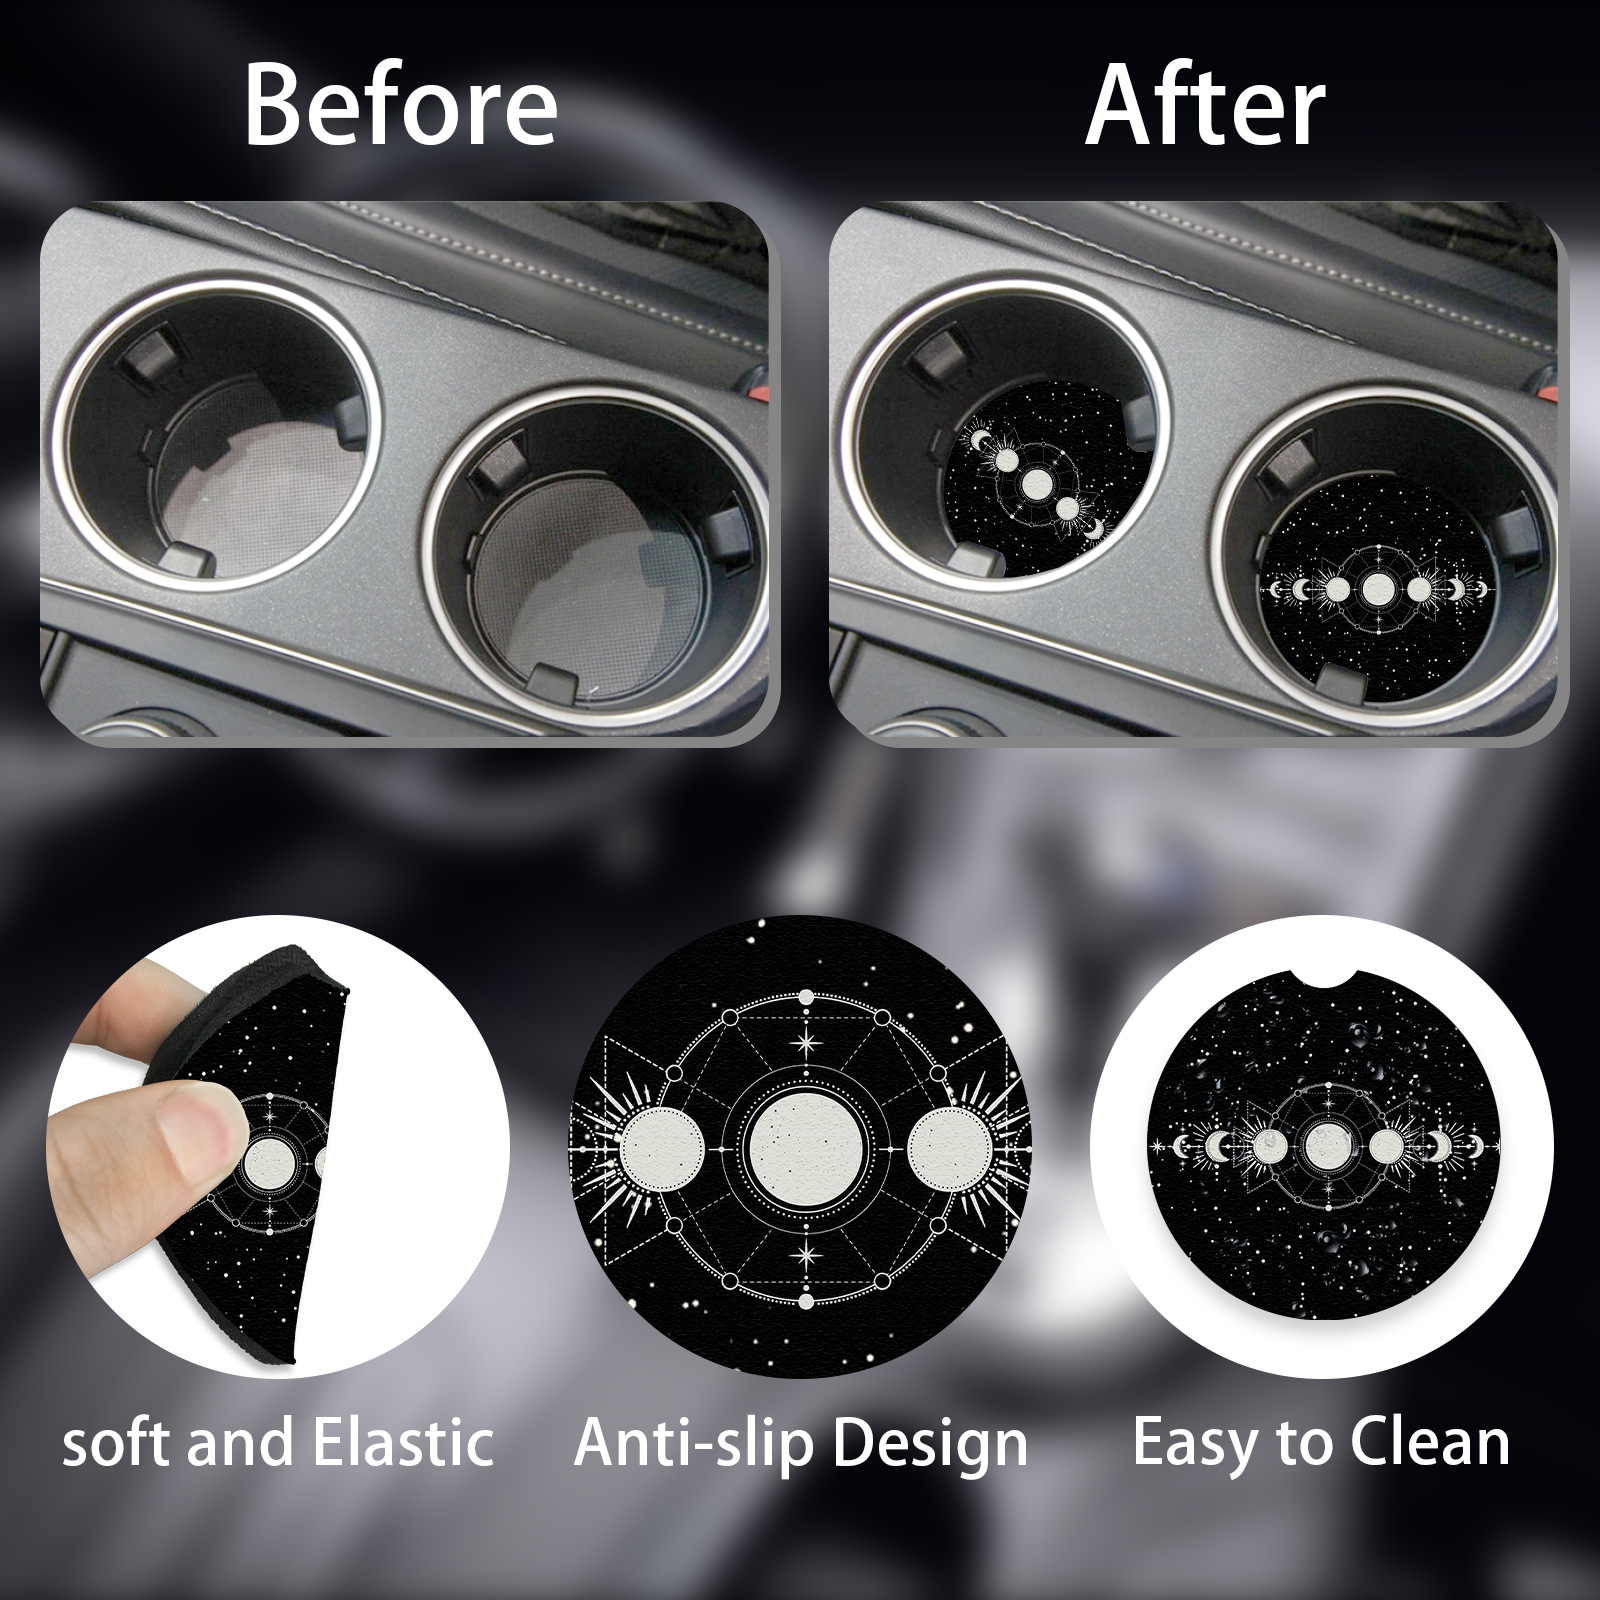 Before
After
soft and Elastic
Anti-slip Design
Easy to Clean